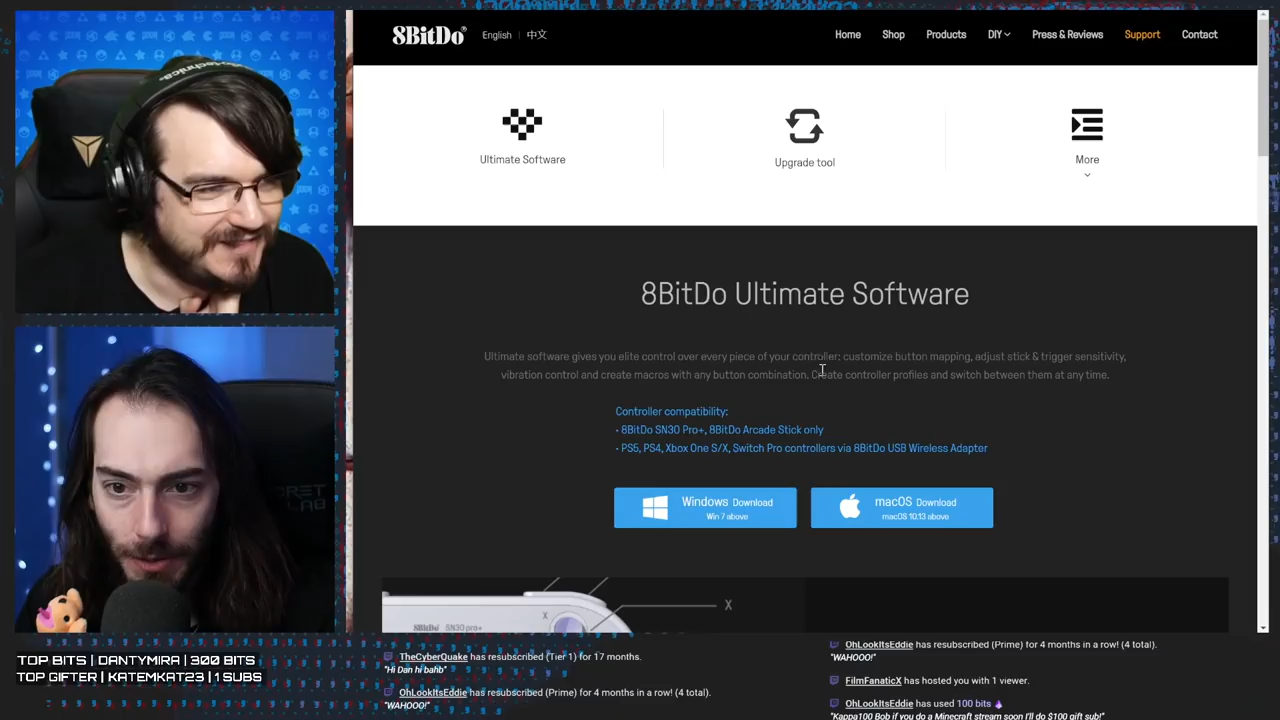 8BitDo
English | 中文
Home
Shop
Products
DIY
Press & Reviews
Support
Contact
Ultimate Software
Upgrade tool
More
8BitDo Ultimate Software
Ultimate software gives you elite control over every piece of your controller: customize button mapping, adjust stick & trigger sensitivity,
vibration control and create macros with any button combination. Create controller profiles and switch between them at any time.
Controller compatibility:
· 8BitDo SN30 Pro+, 8BitDo Arcade Stick only
· PS5, PS4, Xbox One S/X, Switch Pro controllers via 8BitDo USB Wireless Adapter
Windows Download
Win 7 above
macOS Download
macOS 10.13 above
X
X
8BitDo SN30 pro+
TOP BITS | DANTYMIRA | 300 BITS
TOP GIFTER | KATEMKAT23 | 1 SUBS
TheCyberQuake has resubscribed (Tier 1) for 17 months.
"Hi Dan hi bahib"
OhLookItsEddie has resubscribed (Prime) for 4 months in a row! (4 total).
"WAHOOO!"
OhLookItsEddie has resubscribed (Prime) for 4 months in a row! (4 total).
"WAHOOO!"
FilmFanaticX has hosted you with 1 viewer.
OhLookItsEddie has used 100 bits
"Kappa100 Bob if you do a Minecraft stream soon I'll do $100 gift sub!"